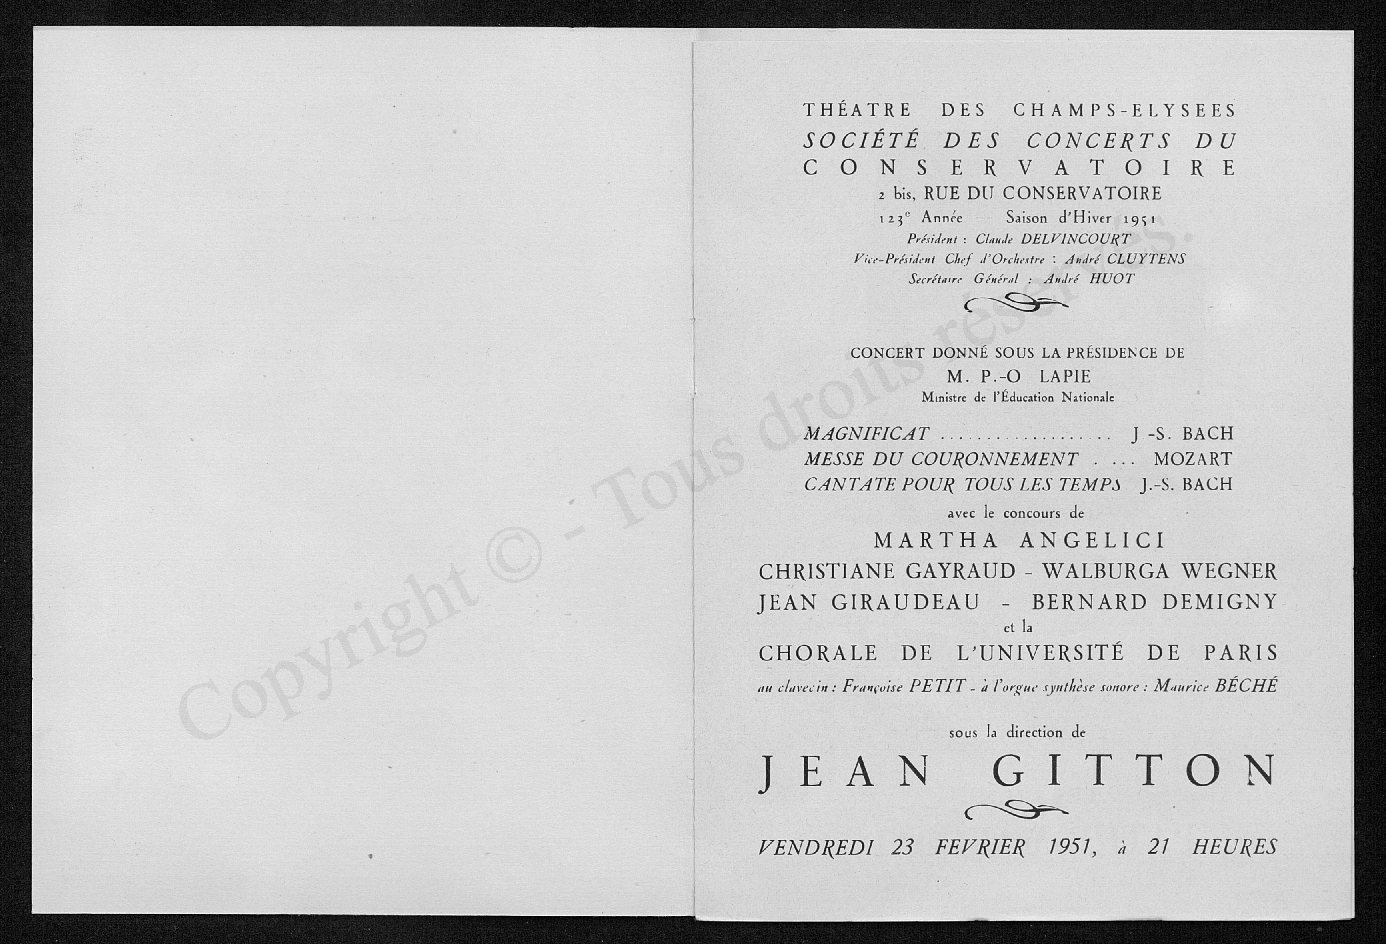 THÉATRE DES CHAMPS-ELYSEES
SOCIÉTÉ DES CONCERTS DU
CONSERVATOIRE
2 bis, RUE DU CONSERVATOIRE
123e Année Saison d'Hiver 1951
Président : Claude DELVINCOURT
Vice-Président Chef d'Orchestre : André CLUYTENS
Secrétaire Général : André HUOT
CONCERT DONNÉ SOUS LA PRÉSIDENCE DE
M. P.-O LAPIE
Ministre de l'Éducation Nationale
MAGNIFICAT . . . . . . . . . . . . . . . . . . . J -S. BACH
MESSE DU COURONNEMENT . ... MOZART
CANTATE POUR TOUS LES TEMPS J.-S. BACH
avec le concours de
MARTHA ANGELICI
CHRISTIANE GAYRAUD - WALBURGA WEGNER
JEAN GIRAUDEAU - BERNARD DEMIGNY
et la
CHORALE DE L'UNIVERSITÉ DE PARIS
au clavecin : Françoise PETIT - à l'orgue synthèse sonore : Maurice BÉCHÉ
sous la direction de
JEAN GITTON
VENDREDI 23 FEVRIER 1951, à 21 HEURES
Copyright © - Tous droits réservés.